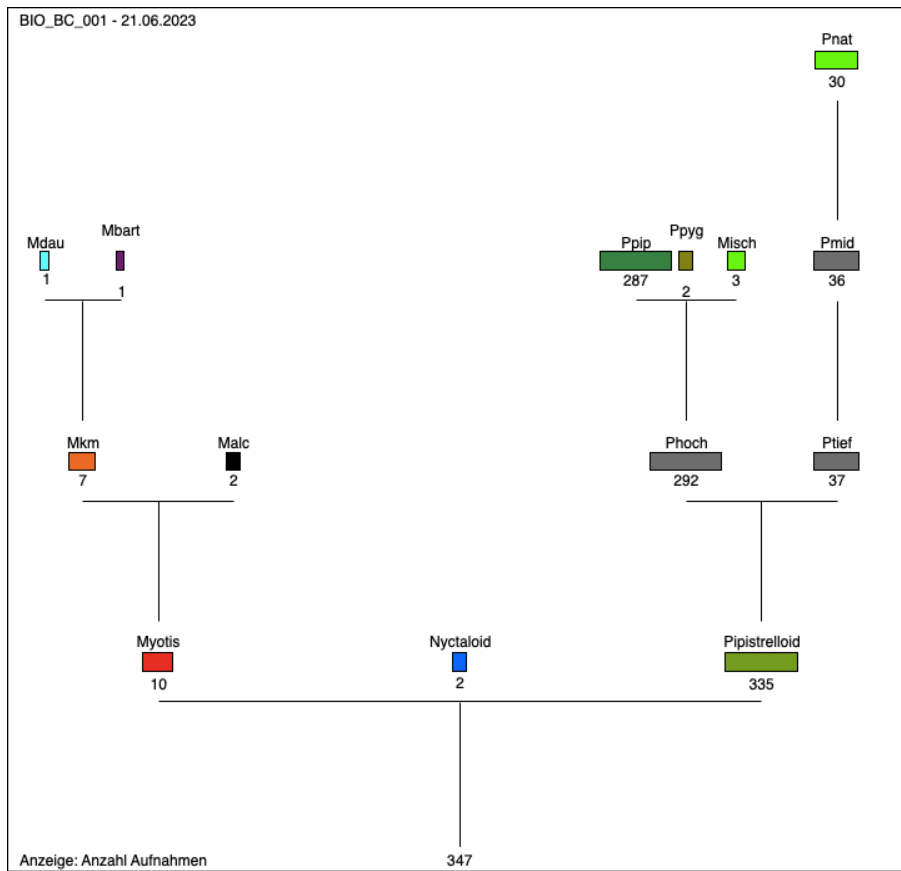 BIO_BC_001 - 21.06.2023
Pnat
30
Mdau
Mbart
Ppip
Ppyg
Misch
Pmid
1
1
287
2
3
36
Mkm
Malc
Phoch
Ptief
7
2
292
37
Myotis
Nyctaloid
Pipistrelloid
10
2
335
Anzeige: Anzahl Aufnahmen
347